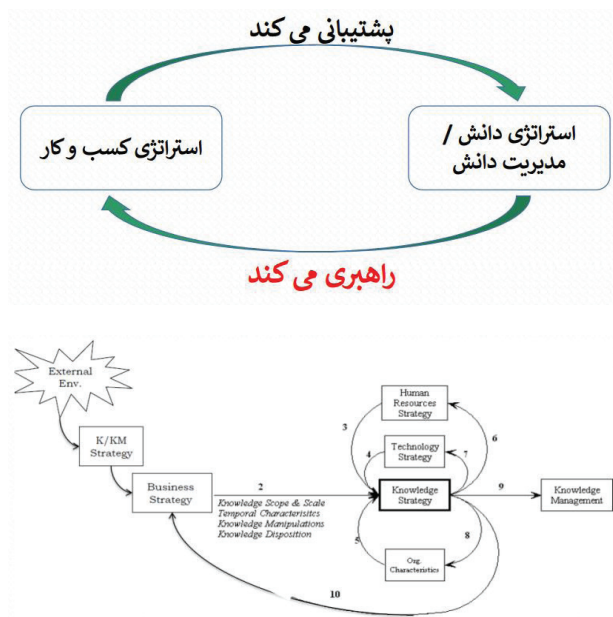 پشتیبانی می کند
استراتژی دانش /
مدیریت دانش
استراتژی کسب و کار
راهبری می کند
External
Env.
K/KM
Strategy
Business
Strategy
2
Knowledge Scope & Scale
Temporal Characterisitcs
Knowledge Manipulations
Knowledge Disposition
Human
Resources
Strategy
3
6
Technology
Strategy
4
7
Knowledge
Strategy
9
Knowledge
Management
5
8
Org.
Characteristics
10